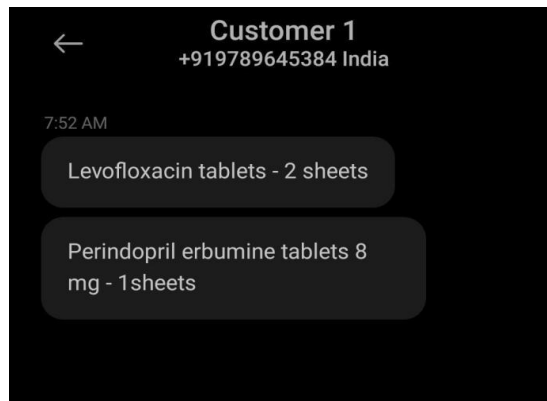 Customer 1
+919789645384 India
7:52 AM
Levofloxacin tablets - 2 sheets
Perindopril erbumine tablets 8
mg - 1sheets